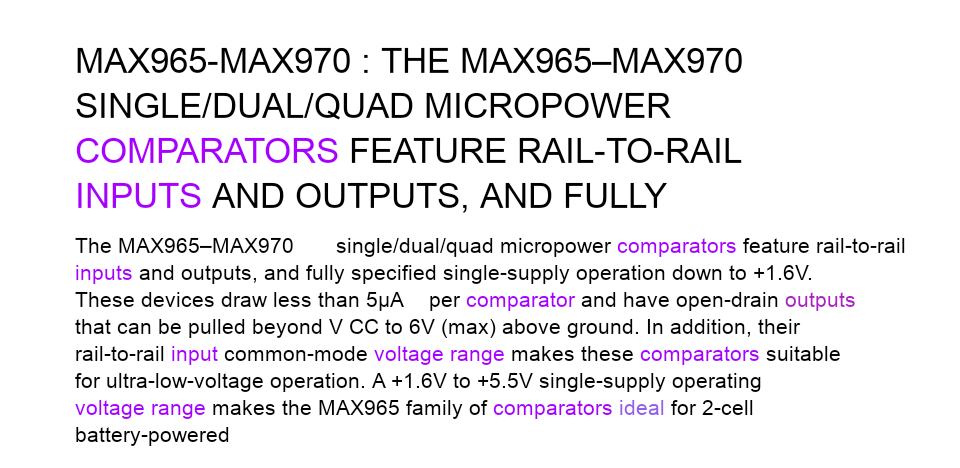 MAX965-MAX970 : THE MAX965–MAX970
SINGLE/DUAL/QUAD MICROPOWER
COMPARATORS FEATURE RAIL-TO-RAIL
INPUTS AND OUTPUTS, AND FULLY
The MAX965–MAX970 single/dual/quad micropower comparators feature rail-to-rail
inputs and outputs, and fully specified single-supply operation down to +1.6V.
These devices draw less than 5µA per comparator and have open-drain outputs
that can be pulled beyond V CC to 6V (max) above ground. In addition, their
rail-to-rail input common-mode voltage range makes these comparators suitable
for ultra-low-voltage operation. A +1.6V to +5.5V single-supply operating
voltage range makes the MAX965 family of comparators ideal for 2-cell
battery-powered